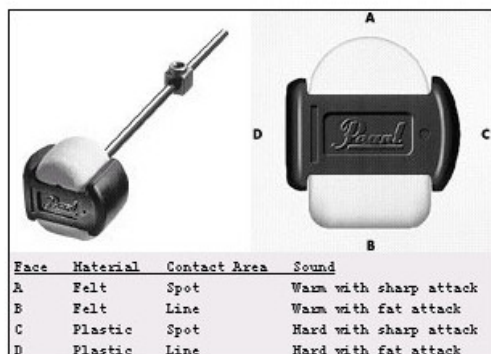 A
Pearl
D
C
B
Face Material Contact Area Sound
A Felt Spot Warm with sharp attack
B Felt Line Warm with fat attack
C Plastic Spot Hard with sharp attack
D Plastic Line Hard with fat attack